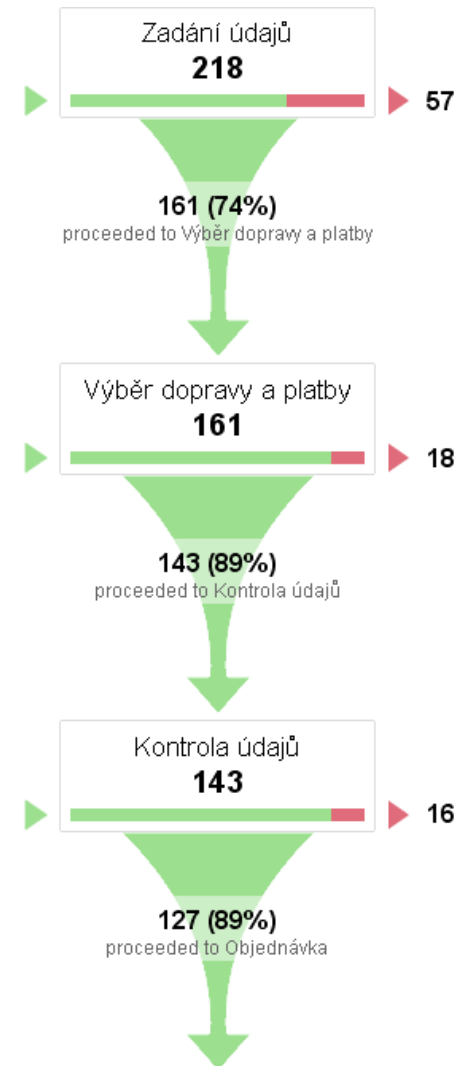 Zadání údajů
218
57
161 (74%)
proceeded to Výběr dopravy a platby
Výběr dopravy a platby
161
18
143 (89%)
proceeded to Kontrola údajů
Kontrola údajů
143
16
127 (89%)
proceeded to Objednávka